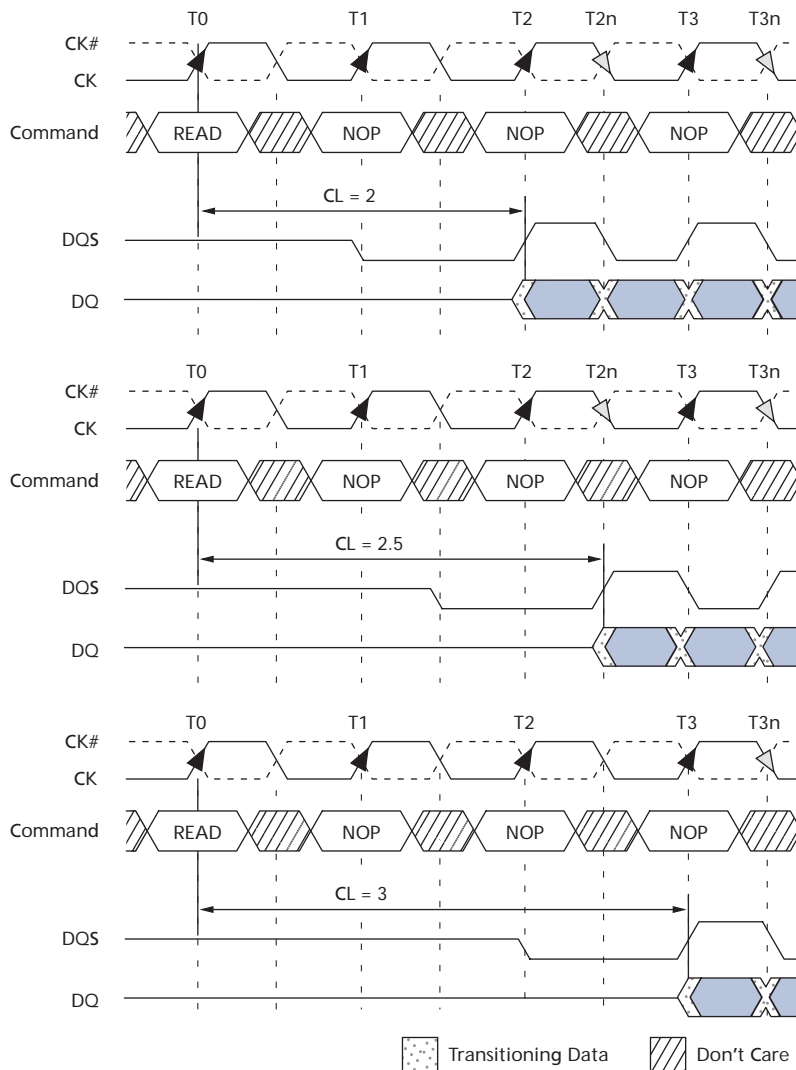 T0 T1 T2 T2n T3 T3n
CK#
CK
Command READ NOP NOP NOP
CL = 2
DQS
DQ
T0 T1 T2 T2n T3 T3n
CK#
CK
Command READ NOP NOP NOP
CL = 2.5
DQS
DQ
T0 T1 T2 T3 T3n
CK#
CK
Command READ NOP NOP NOP
CL = 3
DQS
DQ
Transitioning Data Don't Care